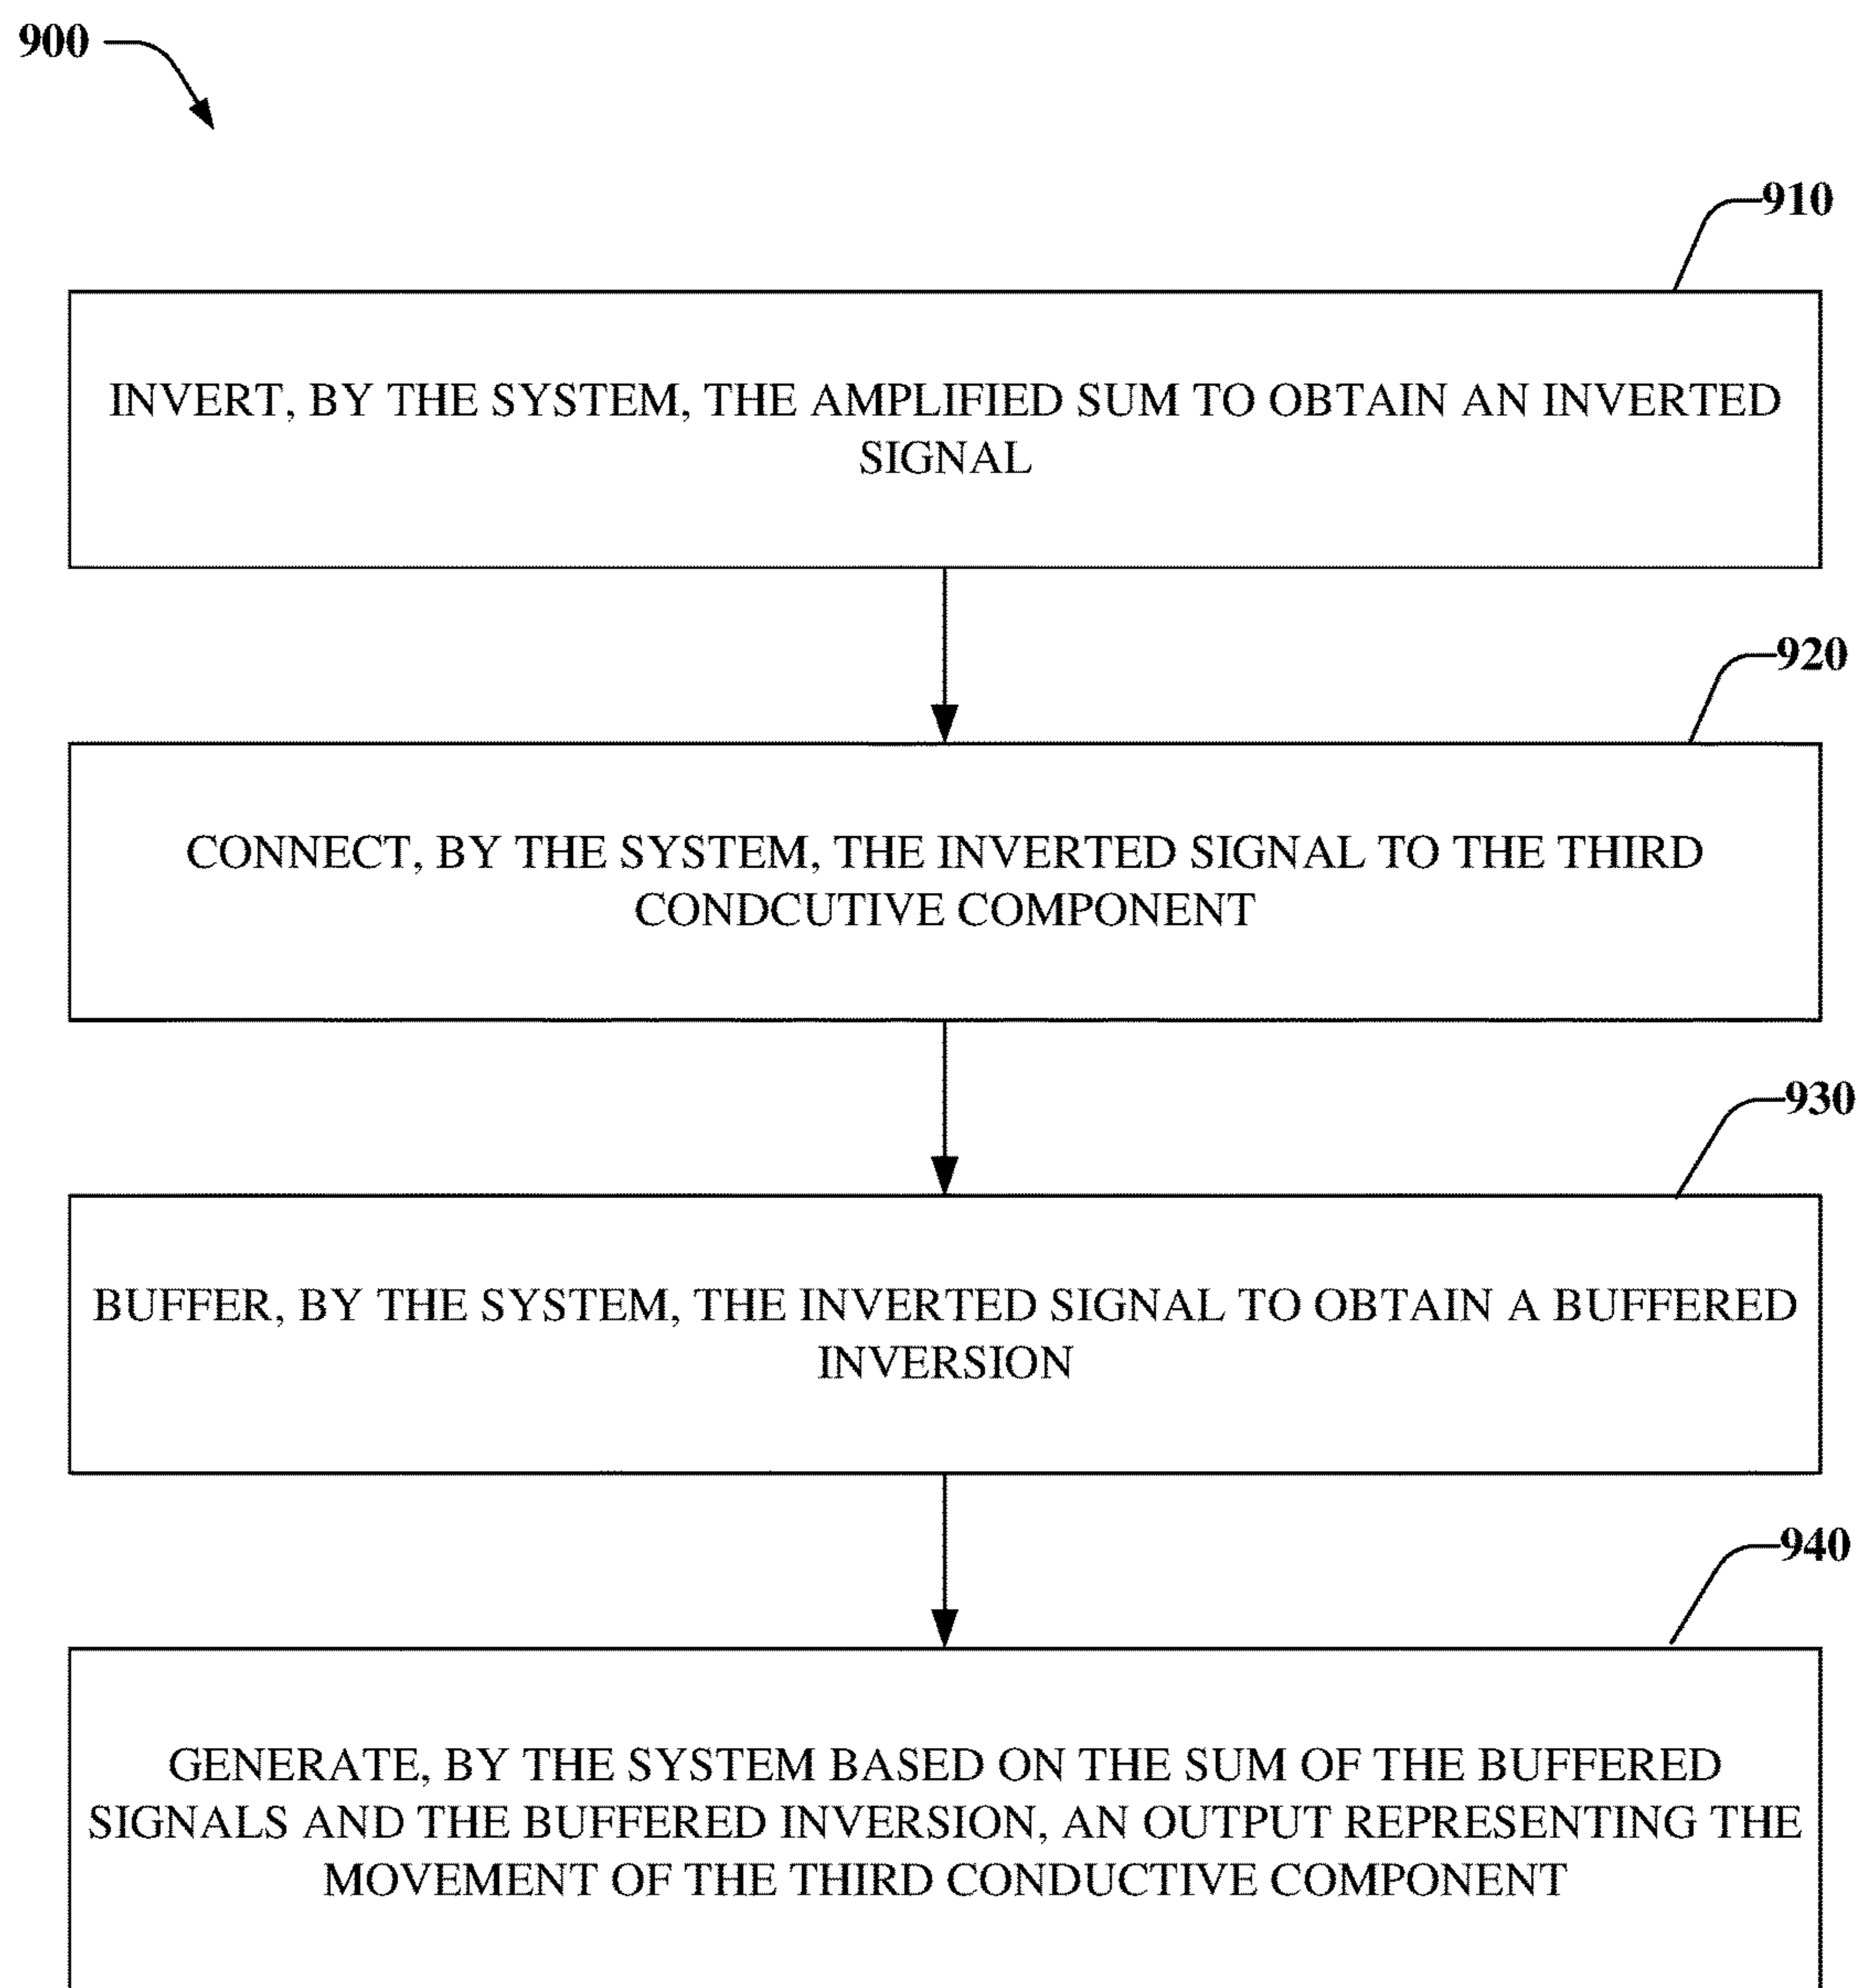 900
910
INVERT, BY THE SYSTEM, THE AMPLIFIED SUM TO OBTAIN AN INVERTED
SIGNAL
920
CONNECT, BY THE SYSTEM, THE INVERTED SIGNAL TO THE THIRD
CONDCUTIVE COMPONENT
930
BUFFER, BY THE SYSTEM, THE INVERTED SIGNAL TO OBTAIN A BUFFERED
INVERSION
940
GENERATE, BY THE SYSTEM BASED ON THE SUM OF THE BUFFERED
SIGNALS AND THE BUFFERED INVERSION, AN OUTPUT REPRESENTING THE
MOVEMENT OF THE THIRD CONDUCTIVE COMPONENT